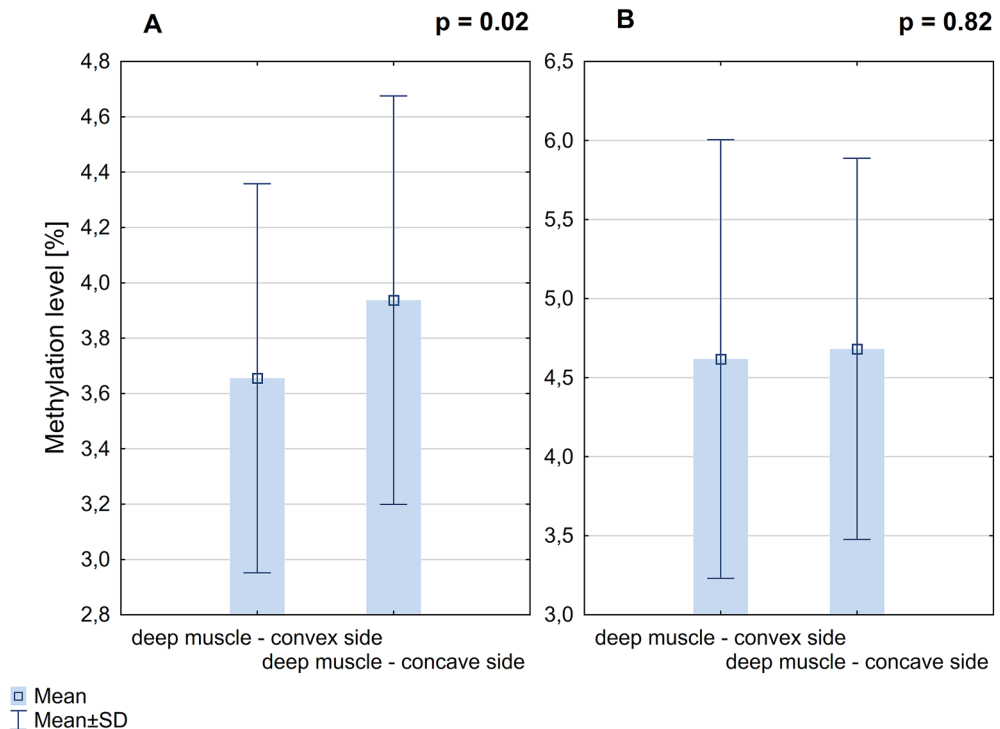 A
p = 0.02
B
p = 0.82
Methylation level [%]
4,8
4,6
4,4
4,2
4,0
3,8
3,6
3,4
3,2
3,0
2,8
deep muscle - convex side
deep muscle - concave side
6,5
6,0
5,5
5,0
4,5
4,0
3,5
3,0
deep muscle - convex side
deep muscle - concave side
Mean
Mean±SD